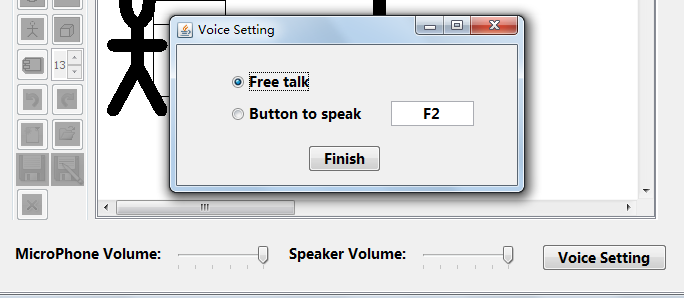 Voice Setting
Free talk
Button to speak F2
Finish
13
MicroPhone Volume: Speaker Volume: Voice Setting